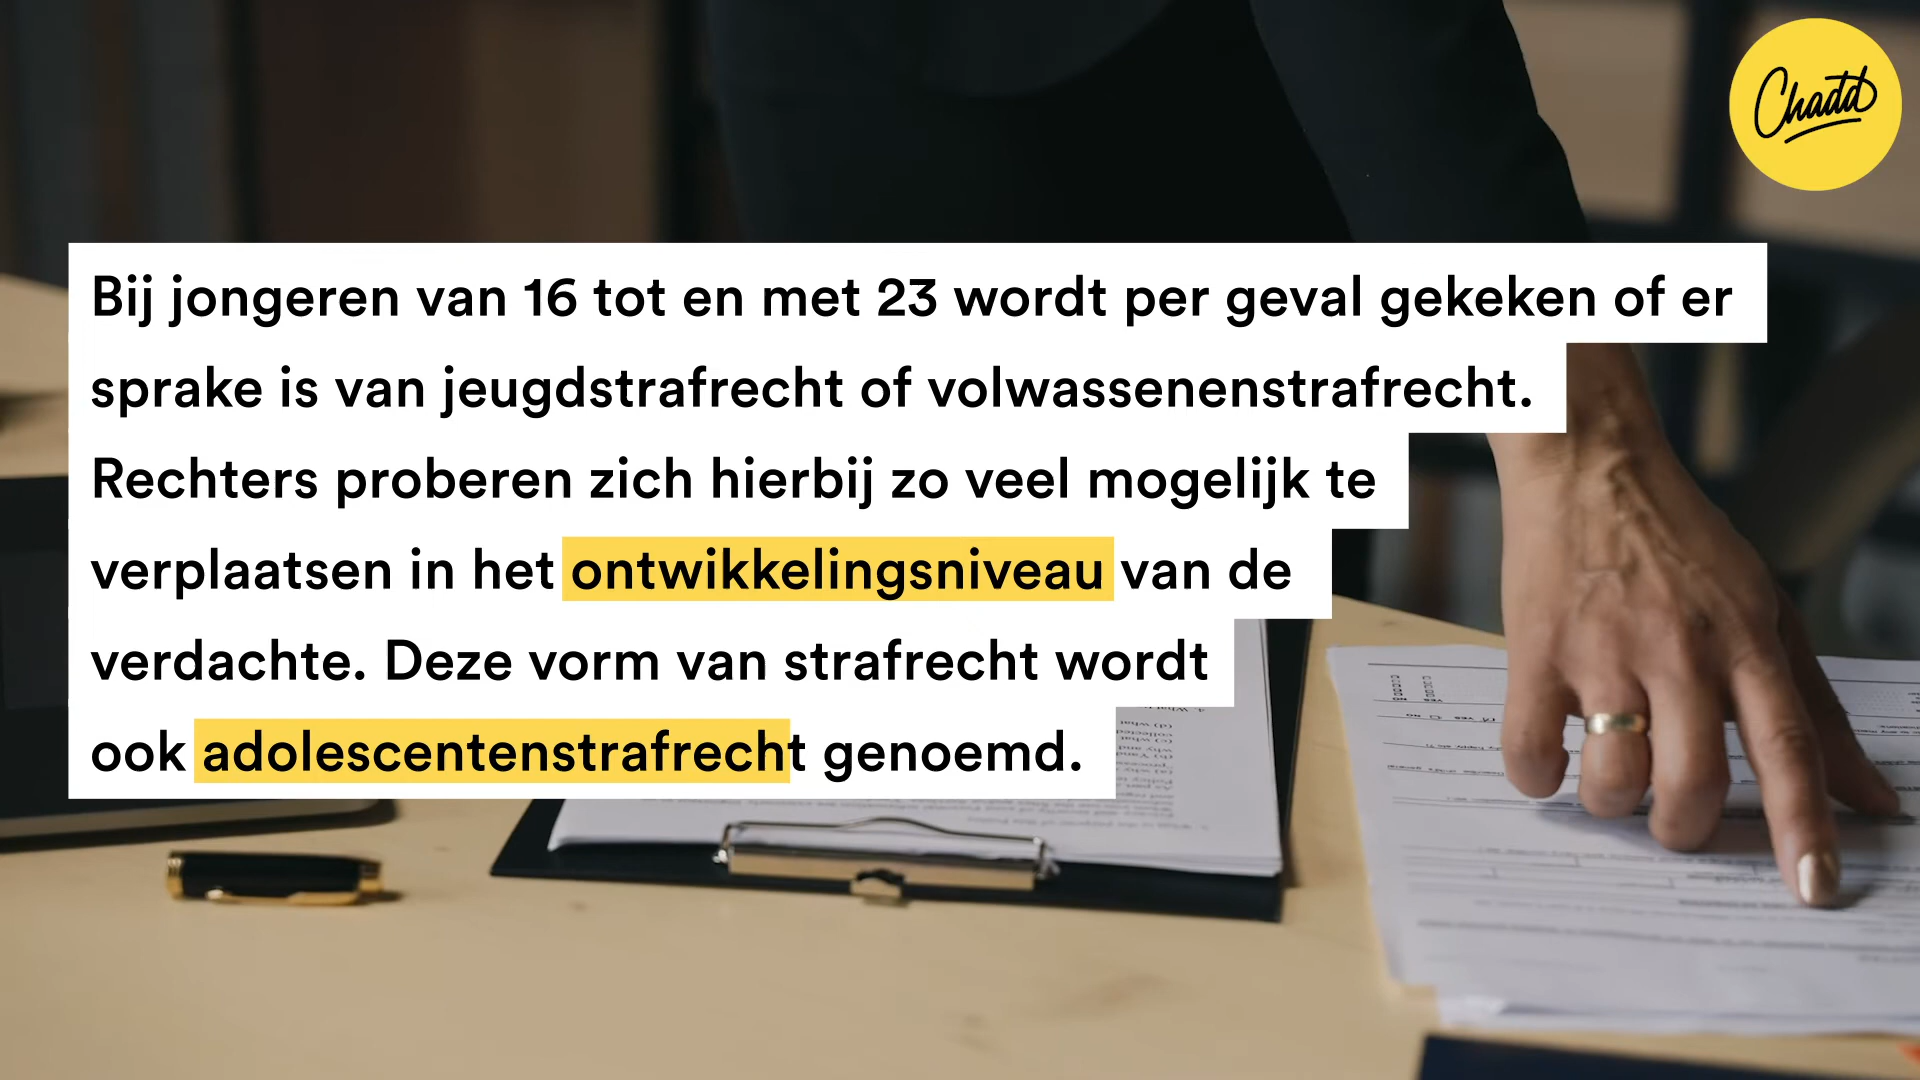 Chadd
Bij jongeren van 16 tot en met 23 wordt per geval gekeken of er
sprake is van jeugdstrafrecht of volwassenenstrafrecht.
Rechters proberen zich hierbij zo veel mogelijk te
verplaatsen in het ontwikkelingsniveau van de
verdachte. Deze vorm van strafrecht wordt
ook adolescentenstrafrecht genoemd.